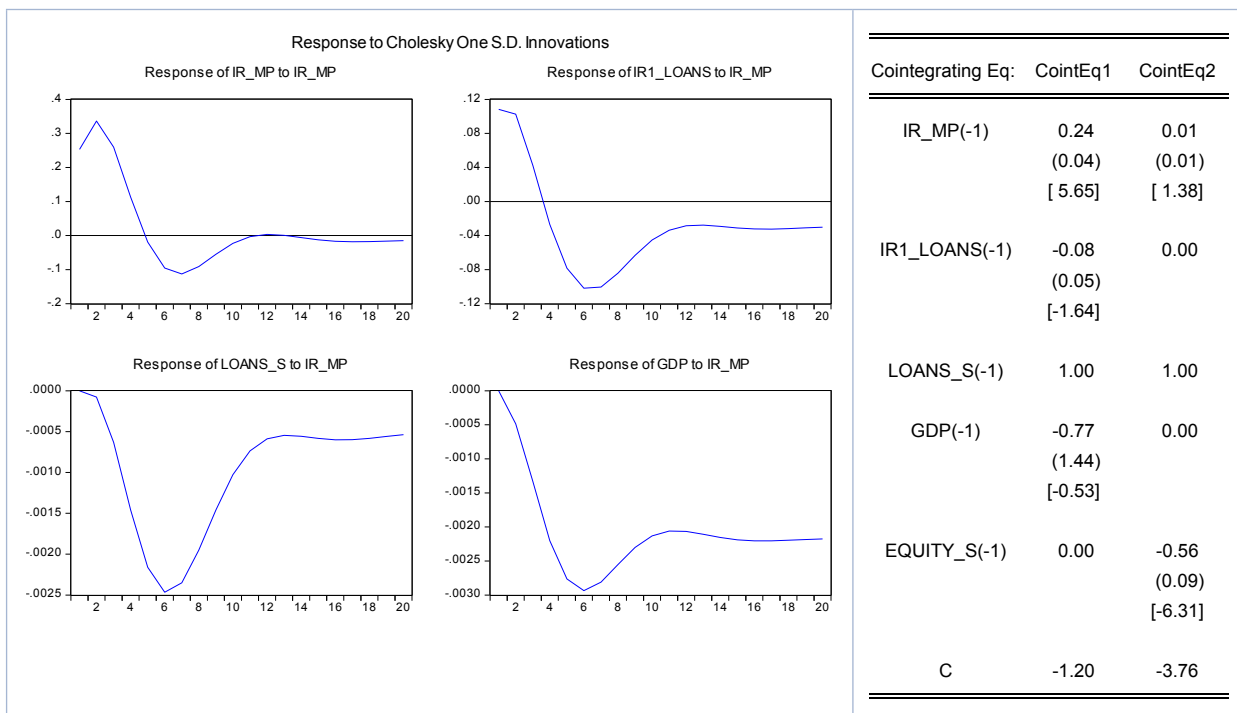 Response to Cholesky One S.D. Innovations
Response of IR_MP to IR_MP
.4
.3
.2
.1
.0
-.1
-.2
2 4 6 8 10 12 14 16 18 20
Response of IR1_LOANS to IR_MP
.12
.08
.04
.00
-.04
-.08
-.12
2 4 6 8 10 12 14 16 18 20
Response of LOANS_S to IR_MP
.0000
-.0005
-.0010
-.0015
-.0020
-.0025
2 4 6 8 10 12 14 16 18 20
Response of GDP to IR_MP
.0000
-.0005
-.0010
-.0015
-.0020
-.0025
-.0030
2 4 6 8 10 12 14 16 18 20
Cointegrating Eq: CointEq1 CointEq2
IR_MP(-1) 0.24 0.01
(0.04) (0.01)
[ 5.65] [ 1.38]
IR1_LOANS(-1) -0.08 0.00
(0.05)
[-1.64]
LOANS_S(-1) 1.00 1.00
GDP(-1) -0.77 0.00
(1.44)
[-0.53]
EQUITY_S(-1) 0.00 -0.56
(0.09)
[-6.31]
C -1.20 -3.76